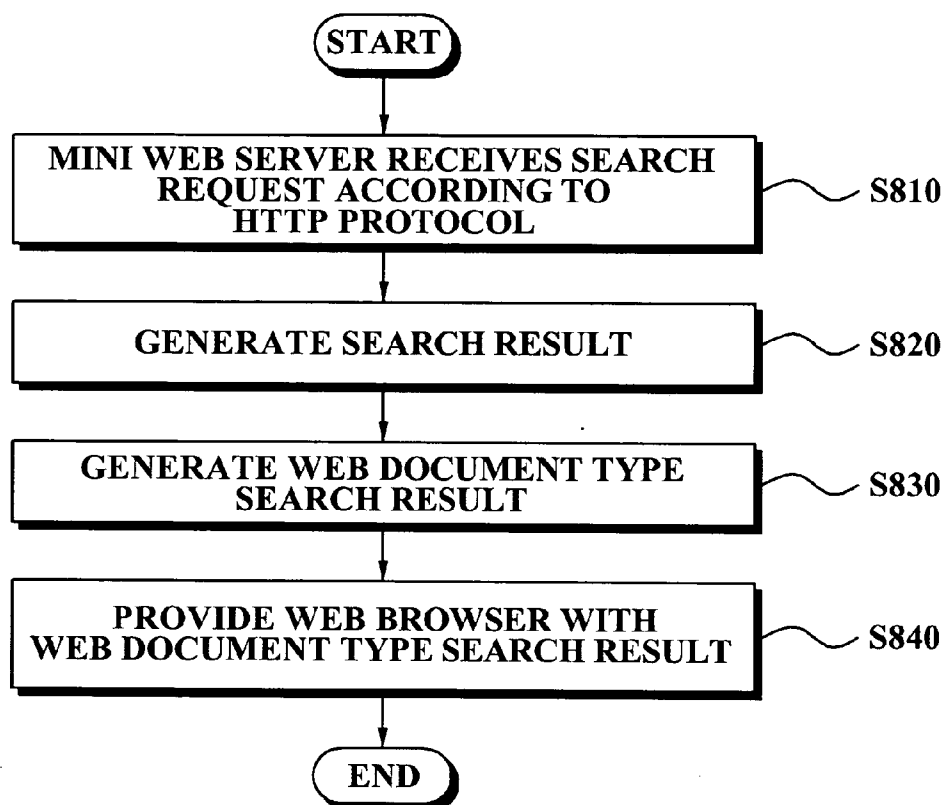 START
MINI WEB SERVER RECEIVES SEARCH
REQUEST ACCORDING TO
HTTP PROTOCOL
S810
GENERATE SEARCH RESULT
S820
GENERATE WEB DOCUMENT TYPE
SEARCH RESULT
S830
PROVIDE WEB BROWSER WITH
WEB DOCUMENT TYPE SEARCH RESULT
S840
END